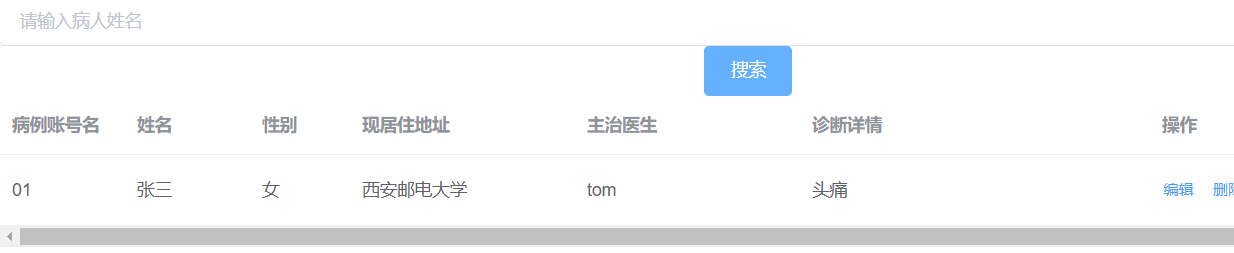 请输入病人姓名
搜索
病例账号名 姓名 性别 现居住地址 主治医生 诊断详情 操作
01 张三 女 西安邮电大学 tom 头痛 编辑 删